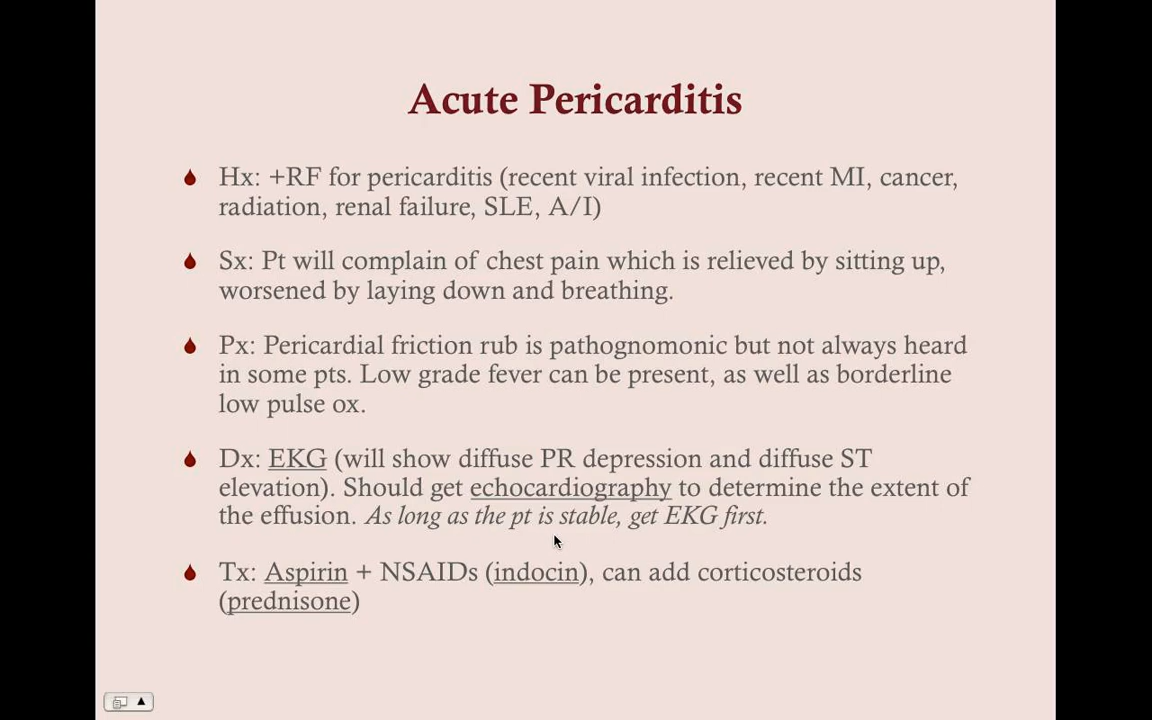 Acute Pericarditis
Hx: +RF for pericarditis (recent viral infection, recent MI, cancer,
radiation, renal failure, SLE, A/I)
Sx: Pt will complain of chest pain which is relieved by sitting up,
worsened by laying down and breathing.
Px: Pericardial friction rub is pathognomonic but not always heard
in some pts. Low grade fever can be present, as well as borderline
low pulse ox.
Dx: EKG (will show diffuse PR depression and diffuse ST
elevation). Should get echocardiography to determine the extent of
the effusion. As long as the pt is stable, get EKG first.
Tx: Aspirin + NSAIDs (indocin), can add corticosteroids
(prednisone)